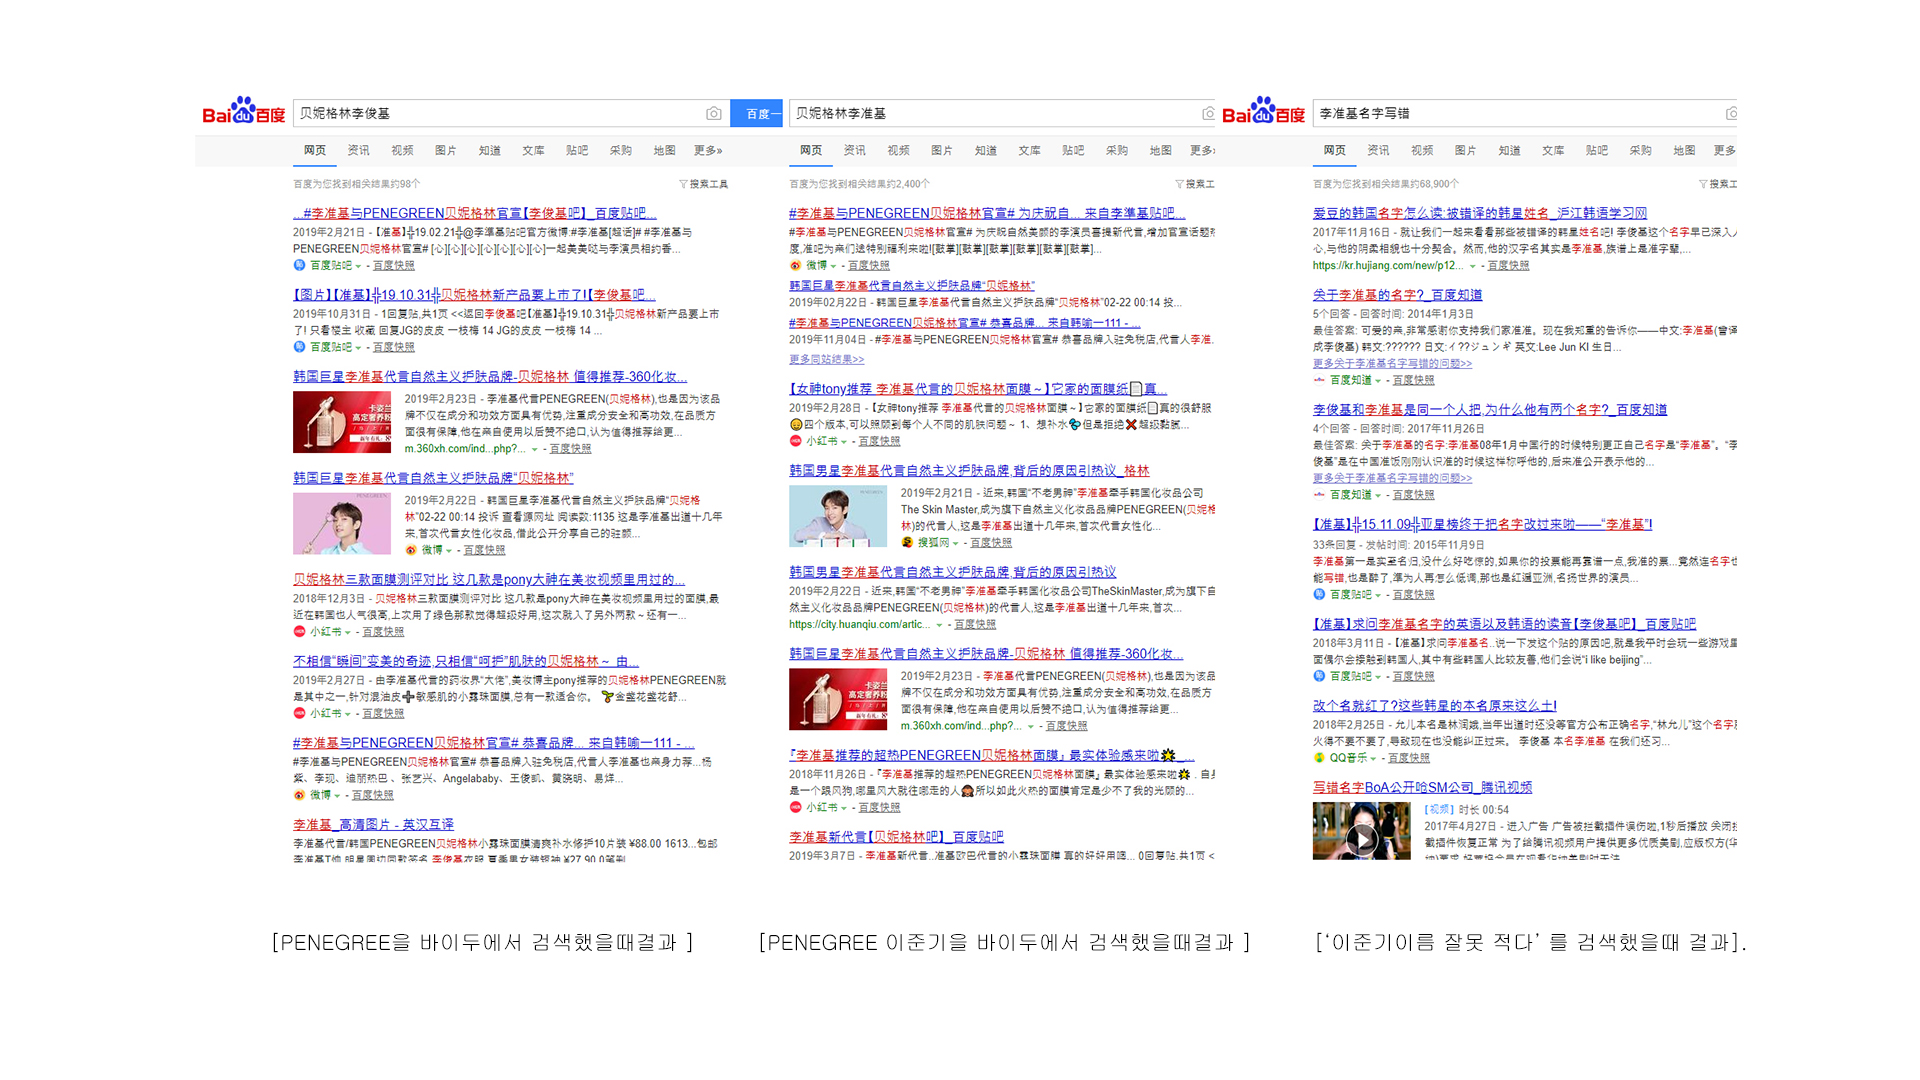 Bai du 百度
贝妮格林李俊基
百度一
网页 资讯 视频 图片 知道 文库 贴吧 采购 地图 更多»
百度为您找到相关结果约98个
搜索工具
...#李准基与PENEGREEN贝妮格林官宣【李俊基吧】_百度贴吧...
2019年2月21日 - 【准基】╬19.02.21╬@李準基贴吧官方微博:#李准基[超话]# #李准基与
PENEGREEN贝妮格林官宣# [心][心][心][心][心][心][心]一起美美哒与李演员相约香...
百度贴吧 - 百度快照
【图片】【准基】╬19.10.31╬贝妮格林新产品要上市了!【李俊基吧...
2019年10月31日 - 1回复贴,共1页 <<返回李俊基吧【准基】╬19.10.31╬贝妮格林新产品要上市
了! 只看楼主 收藏 回复JG的皮皮 一枝梅 14 JG的皮皮 一枝梅 14 ...
百度贴吧 - 百度快照
韩国巨星李准基代言自然主义护肤品牌-贝妮格林 值得推荐-360化妆...
卡姿兰
高定奢养粉
2019年2月23日 - 李准基代言PENEGREEN(贝妮格林),也是因为该品
牌不仅在成分和功效方面具有优势,注重成分安全和高功效,在品质方
面很有保障,他在亲自使用以后赞不绝口,认为值得推荐给更...
m.360xh.com/ind...php?... - 百度快照
韩国巨星李准基代言自然主义护肤品牌“贝妮格林”
PENEGREEN
2019年2月22日 - 韩国巨星李准基代言自然主义护肤品牌“贝妮格
林”02-22 00:14 投诉 查看源网址 阅读数:1135 这是李准基出道十几年
来,首次代言女性化妆品,借此公开分享自己的驻颜...
微博 - 百度快照
贝妮格林三款面膜测评对比 这几款是pony大神在美妆视频里用过的...
2018年12月3日 - 贝妮格林三款面膜测评对比 这几款是pony大神在美妆视频里用过的面膜,最
近在韩国也人气很高,上次用了绿色那款觉得超级好用,这次就入了另外两款~还有一...
小红书 - 百度快照
不相信“瞬间”变美的奇迹,只相信“呵护”肌肤的贝妮格林~ 由...
2019年2月27日 - 由李准基代言的药妆界“大佬”,美妆博主pony推荐的贝妮格林PENEGREEN就
是其中之一,针对混油皮➕敏感肌的小露珠面膜,总有一款适合你。 金盏花盏花舒...
小红书 - 百度快照
#李准基与PENEGREEN贝妮格林官宣# 恭喜品牌... 来自韩喻一111 - ...
#李准基与PENEGREEN贝妮格林官宣# 恭喜品牌入驻免税店,代言人李准基也亲身力荐...杨
紫、李现、迪丽热巴 、张艺兴、Angelababy、王俊凯、黄晓明、易烊...
微博 - 百度快照
李准基_高清图片 - 英汉互译
李准基代言/韩国PENEGREEN贝妮格林小露珠面膜清爽补水修护10片装 ¥88.00 1613...包邮
贝妮格林李准基
网页 资讯 视频 图片 知道 文库 贴吧 采购 地图 更多»
百度为您找到相关结果约2,400个
搜索工
#李准基与PENEGREEN贝妮格林官宣# 为庆祝自... 来自李準基贴吧...
#李准基与PENEGREEN贝妮格林官宣# 为庆祝自然美丽的李演员喜提新代言,增加官宣话题热
度,准吧为亲们送特别福利来啦![鼓掌][鼓掌][鼓掌][鼓掌][鼓掌][鼓掌]...
微博 - 百度快照
韩国巨星李准基代言自然主义护肤品牌“贝妮格林”
2019年02月22日 - 韩国巨星李准基代言自然主义护肤品牌“贝妮格林”02-22 00:14 投...
#李准基与PENEGREEN贝妮格林官宣# 恭喜品牌... 来自韩喻一111 - ...
2019年11月04日 - #李准基与PENEGREEN贝妮格林官宣# 恭喜品牌入驻免税店,代言人李准.
更多同站结果>>
【女神tony推荐 李准基代言的贝妮格林面膜~】它家的面膜纸真...
2019年2月28日 - 【女神tony推荐 李准基代言的贝妮格林面膜~】它家的面膜纸真的很舒服
四个版本,可以照顾到每个人不同的肌肤问题~ 1、想补水但是拒绝❌超级黏腻...
小红书 - 百度快照
韩国男星李准基代言自然主义护肤品牌,背后的原因引热议_格林
PENEGREEN
2019年2月21日 - 近来,韩国“不老男神”李准基牵手韩国化妆品公司
The Skin Master,成为旗下自然主义化妆品品牌PENEGREEN(贝妮格
林)的代言人,这是李准基出道十几年来,首次代言女性化...
搜狐网 - 百度快照
韩国男星李准基代言自然主义护肤品牌,背后的原因引热议
2019年2月22日 - 近来,韩国“不老男神”李准基牵手韩国化妆品公司TheSkinMaster,成为旗下自
然主义化妆品品牌PENEGREEN(贝妮格林)的代言人,这是李准基出道十几年来,首次...
https://city.huanqiu.com/artic... - 百度快照
韩国巨星李准基代言自然主义护肤品牌-贝妮格林 值得推荐-360化妆...
卡姿兰
高定奢养粉
2019年2月23日 - 李准基代言PENEGREEN(贝妮格林),也是因为该品
牌不仅在成分和功效方面具有优势,注重成分安全和高功效,在品质方
面很有保障,他在亲自使用以后赞不绝口,认为值得推荐给更...
m.360xh.com/ind...php?... - 百度快照
『李准基推荐的超热PENEGREEN贝妮格林面膜』最实体验感来啦 _...
2018年11月26日 - 『李准基推荐的超热PENEGREEN贝妮格林面膜』 最实体验感来啦 . 自身
是一个跟风狗,哪里风大就往哪走的人所以如此火热的面膜肯定是少不了我的光顾的...
小红书 - 百度快照
李准基新代言【贝妮格林吧】_百度贴吧
2019年3月7日 - 李准基新代言..准基欧巴代言的小露珠面膜 真的好好用嗯... 0回复贴,共1页 <
Bai du 百度
李准基名字写错
网页 资讯 视频 图片 知道 文库 贴吧 采购 地图 更多
百度为您找到相关结果约68,900个
搜索工
爱豆的韩国名字怎么读:被错译的韩星姓名_沪江韩语学习网
2017年11月16日 - 就让我们一起来看看那些被错译的韩星姓名吧! 李俊基这个名字早已深入人
心,与他的阴柔相貌也十分契合。然而,他的汉字名其实是李准基,族谱上是准字辈,...
https://kr.hujiang.com/new/p12... - 百度快照
关于李准基的名字?_百度知道
5个回答 - 回答时间: 2014年1月3日
最佳答案: 可爱的亲,非常感谢你支持我们家准准。现在我知重的告诉你——中文:李准基(曾译
成李俊基) 韩文:?????? 日文:イ??ジュンギ 英文:Lee Jun KI 生日...
更多关于李准基名字写错的问题>>
百度知道 - 百度快照
李俊基和李准基是同一个人把,为什么他有两个名字?_百度知道
4个回答 - 回答时间: 2017年11月26日
最佳答案: 关于李准基的名字:李准基08年1月中国行的时候特别更正自己名字是“李准基”。“李
俊基”是在中国准饭刚刚认识准的时候这样称呼他的,后来准公开表示他的...
更多关于李准基名字写错的问题>>
百度知道 - 百度快照
【准基】╬15.11.09╬亚星榜终于把名字改过来啦——“李准基”!
33条回复 - 发帖时间: 2015年11月9日
李准基第一是实至名归,没什么好吃惊的,如果你的投票能再靠谱一点,我准的票...竟然连名字也
能写错,也是醉了,準为人再怎么低调,那也是红遍亚洲,名扬世界的演员...
百度贴吧 - 百度快照
【准基】求问李准基名字的英语以及韩语的读音【李俊基吧】_百度贴吧
2018年3月11日 - 【准基】求问李准基名..说一下发这个贴的原因吧,就是我平时会玩一些游戏里
面偶尔会接触到韩国人,其中有些韩国人比较友善,他们会说“i like beijing”...
百度贴吧 - 百度快照
改个名就红了?这些韩星的本名原来这么土!
2018年2月25日 - 允儿本名是林润娥,当年出道时还没等官方公布正确名字,“林允儿”这个名字就
火得不要不要了,导致现在也没能纠正过来。 李俊基 本名李准基 在我们还习...
QQ音乐 - 百度快照
写错名字BoA公开呛SM公司_腾讯视频
[视频] 时长 00:54
2017年4月27日 - 进入广告 广告被拦截插件误伤啦,1秒后播放 关闭拦
截插件恢复正常 为了给腾讯视频用户提供更多优质美剧,应版权方(华
[PENEGREE을 바이두에서 검색했을때결과 ]
[PENEGREE 이준기을 바이두에서 검색했을때결과 ]
[‘이준기이름 잘못 적다’ 를 검색했을때 결과].